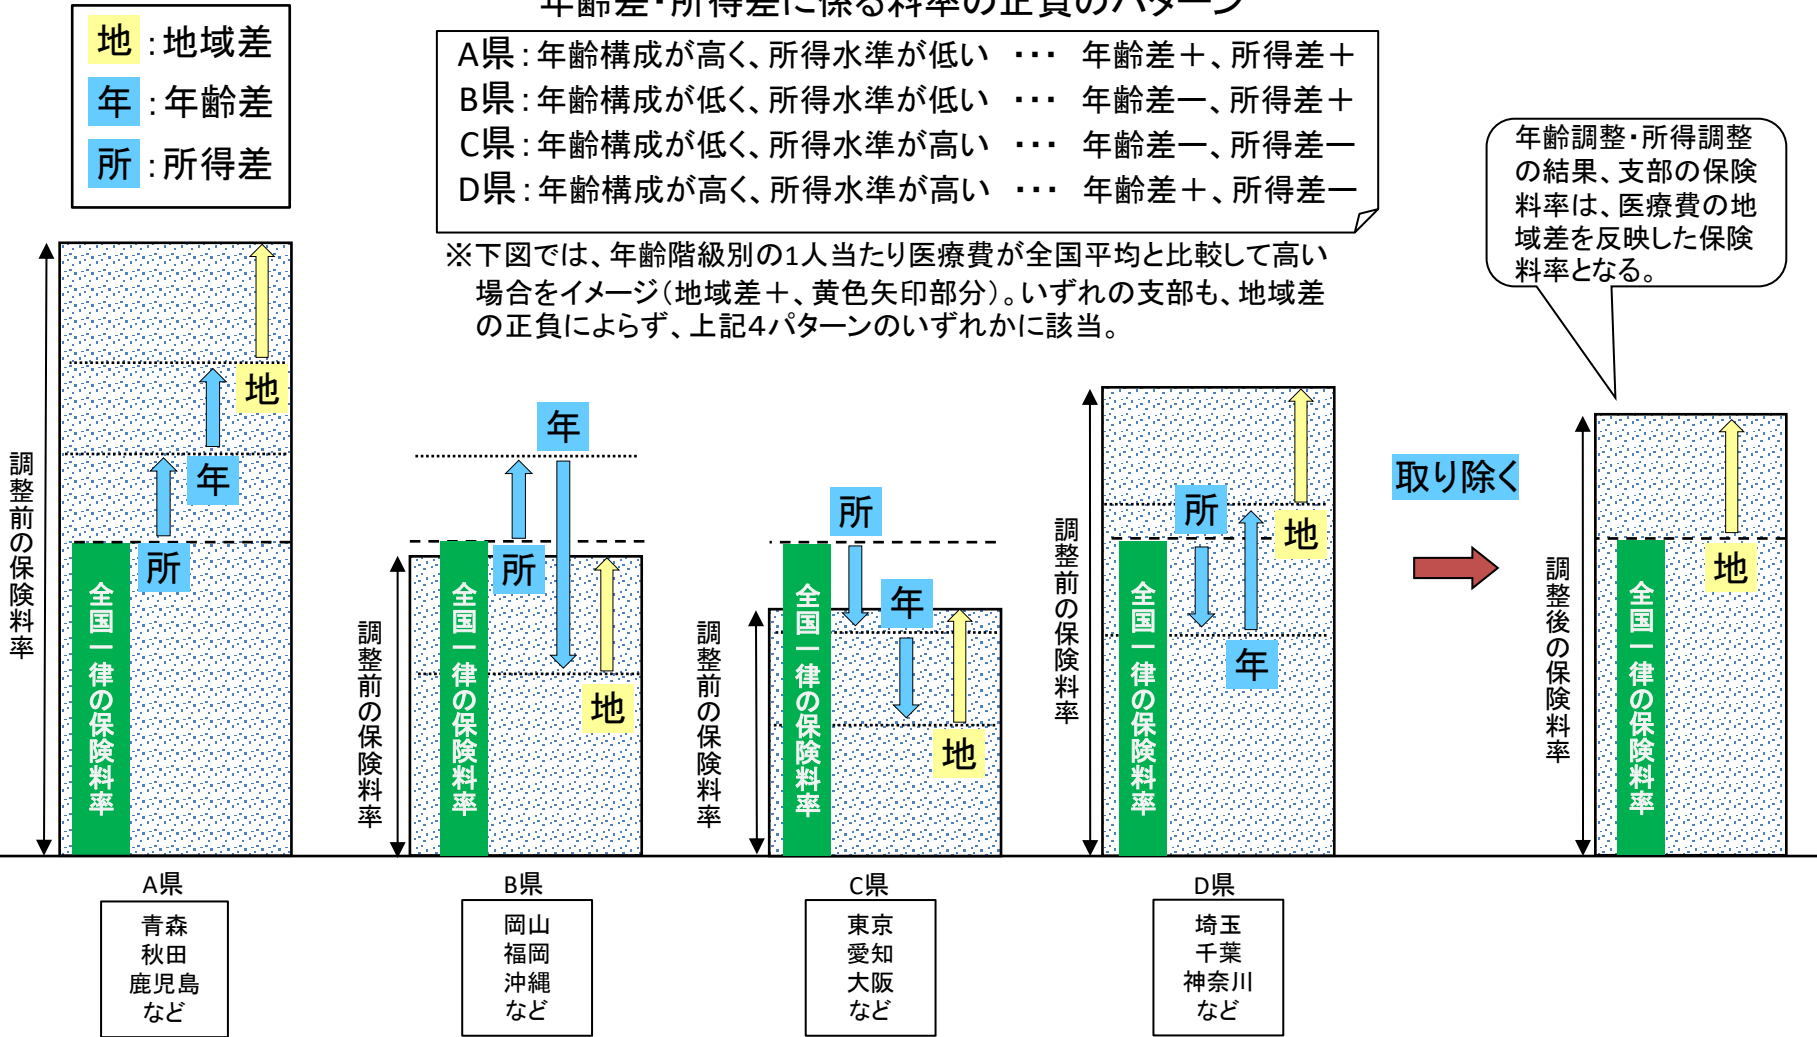 年齢差・所得差に係る料率の正負のパターン
地：地域差
年：年齢差
所：所得差
A県：年齢構成が高く、所得水準が低い ･･･ 年齢差＋、所得差＋
B県：年齢構成が低く、所得水準が低い ･･･ 年齢差－、所得差＋
C県：年齢構成が低く、所得水準が高い ･･･ 年齢差－、所得差－
D県：年齢構成が高く、所得水準が高い ･･･ 年齢差＋、所得差－
※下図では、年齢階級別の1人当たり医療費が全国平均と比較して高い
場合をイメージ（地域差＋、黄色矢印部分）。いずれの支部も、地域差
の正負によらず、上記４パターンのいずれかに該当。
年齢調整・所得調整
の結果、支部の保険
料率は、医療費の地
域差を反映した保険
料率となる。
調整前の保険料率
全国一律の保険料率
所
年
地
調整前の保険料率
全国一律の保険料率
所
年
地
調整前の保険料率
全国一律の保険料率
所
年
地
調整前の保険料率
全国一律の保険料率
所
年
地
取り除く
調整後の保険料率
全国一律の保険料率
地
A県
青森
秋田
鹿児島
など
B県
岡山
福岡
沖縄
など
C県
東京
愛知
大阪
など
D県
埼玉
千葉
神奈川
など